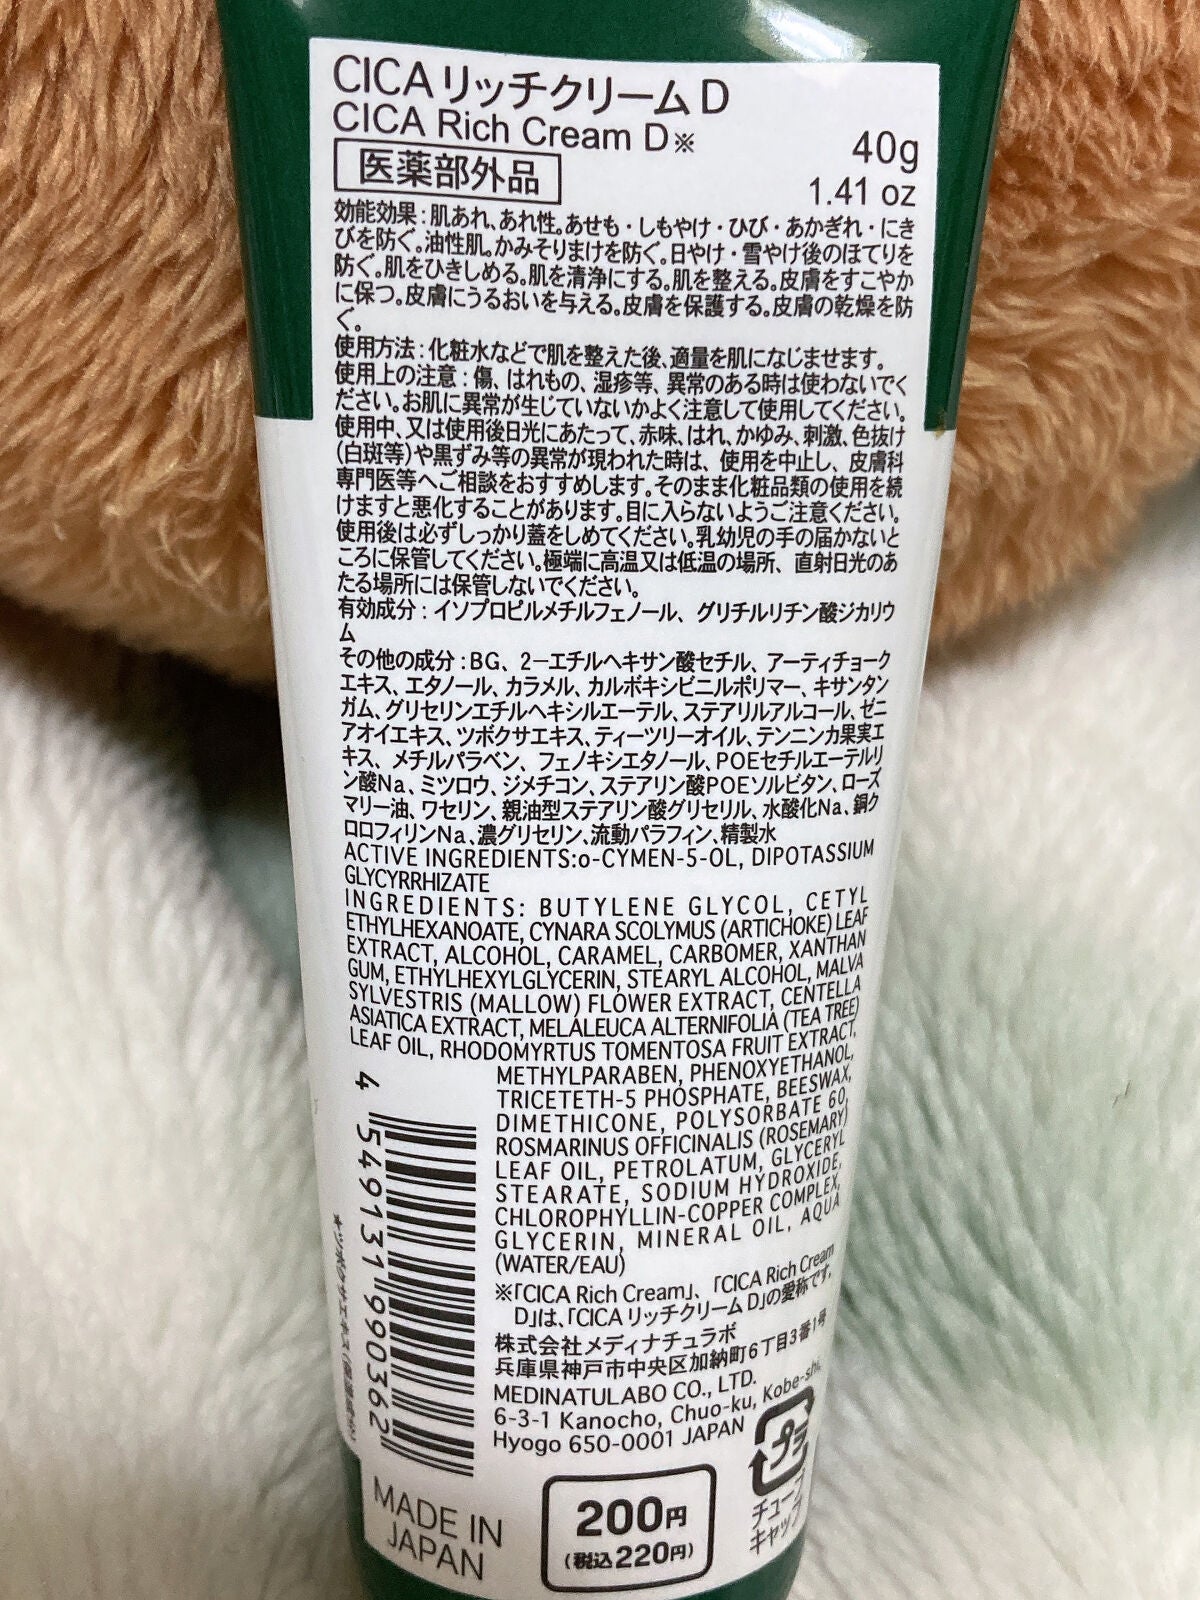 CICAリッチクリームD
CICA Rich Cream D※
40g
医薬部外品
1.41 oz
効能効果：肌あれ、あれ性。あせも・しもやけ・ひび・あかぎれ・にき
びを防ぐ。油性肌。かみそりまけを防ぐ。日やけ・雪やけ後のほてりを
防ぐ。肌をひきしめる。肌を清浄にする。肌を整える。皮膚をすこやか
に保つ。皮膚にうるおいを与える。皮膚を保護する。皮膚の乾燥を防
ぐ。
使用方法：化粧水などで肌を整えた後、適量を肌になじませます。
使用上の注意：傷、はれもの、湿疹等、異常のある時は使わないでく
ださい。お肌に異常が生じていないかよく注意して使用してください。
使用中、又は使用後日光にあたって、赤味、はれ、かゆみ、刺激、色抜け
(白斑等)や黒ずみ等の異常が現われた時は、使用を中止し、皮膚科
専門医等へご相談をおすすめします。そのまま化粧品類の使用を続
けますと悪化することがあります。目に入らないようご注意ください。
使用後は必ずしっかり蓋をしめてください。乳幼児の手の届かないと
ころに保管してください。極端に高温又は低温の場所、直射日光のあ
たる場所には保管しないでください。
有効成分：イソプロピルメチルフェノール、グリチルリチン酸ジカリウ
ム
その他の成分：BG、2－エチルヘキサン酸セチル、アーティチョーク
エキス、エタノール、カラメル、カルボキシビニルポリマー、キサンタン
ガム、グリセリンエチルヘキシルエーテル、ステアリルアルコール、ゼニ
アオイエキス、ツボクサエキス、ティーツリーオイル、テンニンカ果実エ
キス、メチルパラベン、フェノキシエタノール、POEセチルエーテルリ
ン酸Na、ミツロウ、ジメチコン、ステアリン酸POEソルビタン、ローズ
マリー油、ワセリン、親油型ステアリン酸グリセリル、水酸化Na、銅ク
ロロフィリンNa、濃グリセリン、流動パラフィン、精製水
ACTIVE INGREDIENTS:o-CYMEN-5-OL, DIPOTASSIUM
GLYCYRRHIZATE
INGREDIENTS: BUTYLENE GLYCOL, CETYL
ETHYLHEXANOATE, CYNARA SCOLYMUS (ARTICHOKE) LEAF
EXTRACT, ALCOHOL, CARAMEL, CARBOMER, XANTHAN
GUM, ETHYLHEXYLGLYCERIN, STEARYL ALCOHOL, MALVA
SYLVESTRIS (MALLOW) FLOWER EXTRACT, CENTELLA
ASIATICA EXTRACT, MELALEUCA ALTERNIFOLIA (TEA TREE)
LEAF OIL, RHODOMYRTUS TOMENTOSA FRUIT EXTRACT,
METHYLPARABEN, PHENOXYETHANOL,
TRICETETH-5 PHOSPHATE, BEESWAX,
DIMETHICONE, POLYSORBATE 60,
ROSMARINUS OFFICINALIS (ROSEMARY)
LEAF OIL, PETROLATUM, GLYCERYL
STEARATE, SODIUM HYDROXIDE,
CHLOROPHYLLIN-COPPER COMPLEX,
GLYCERIN, MINERAL OIL, AQUA
(WATER/EAU)
※「CICA Rich Cream」、「CICA Rich Cream
D」は、「CICAリッチクリームD」の愛称です。
株式会社メディナチュラボ
兵庫県神戸市中央区加納町6丁目3番1号
MEDINATULABO CO., LTD.
6-3-1 Kanocho, Chuo-ku, Kobe-shi,
Hyogo 650-0001 JAPAN
4 549131 990362
★ツボクサエキス(保湿成分)
MADE IN
JAPAN
200円
(税込220円)
プラ
チューブ
キャップ